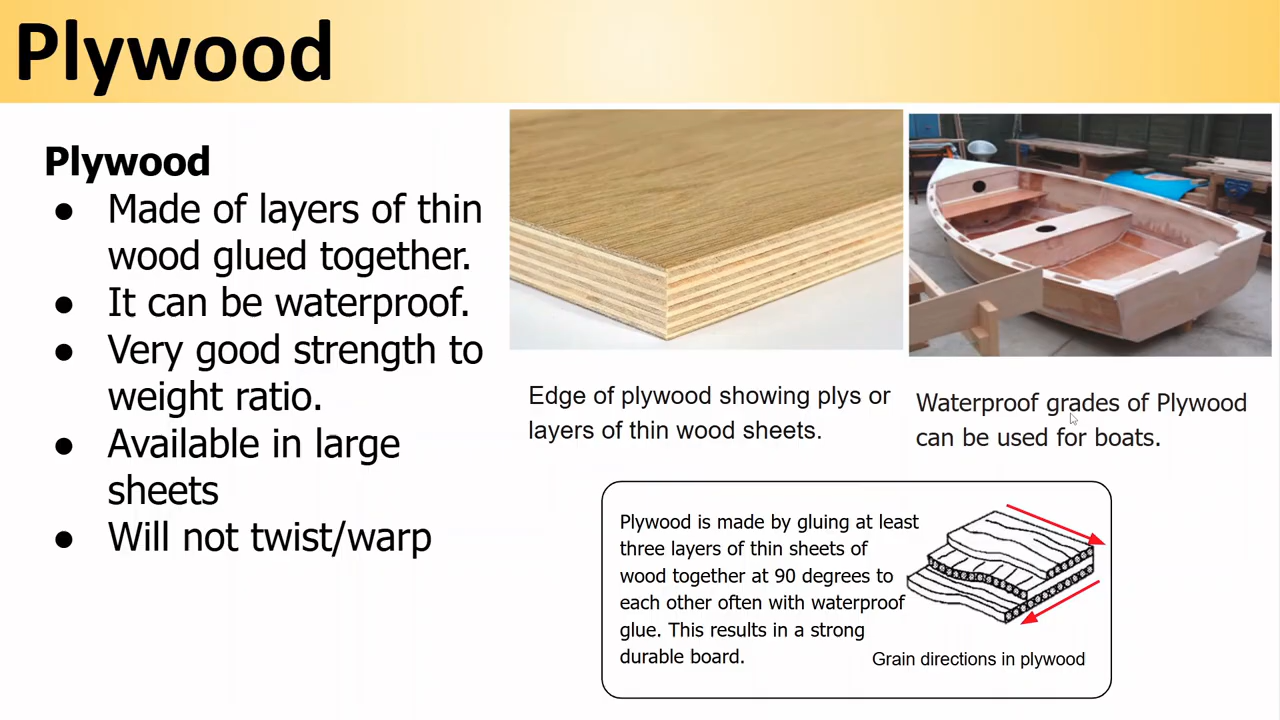 Plywood
Plywood
● Made of layers of thin
wood glued together.
● It can be waterproof.
● Very good strength to
weight ratio.
● Available in large
sheets
● Will not twist/warp
Edge of plywood showing plys or
layers of thin wood sheets.
Waterproof grades of Plywood
can be used for boats.
Plywood is made by gluing at least
three layers of thin sheets of
wood together at 90 degrees to
each other often with waterproof
glue. This results in a strong
durable board.
Grain directions in plywood